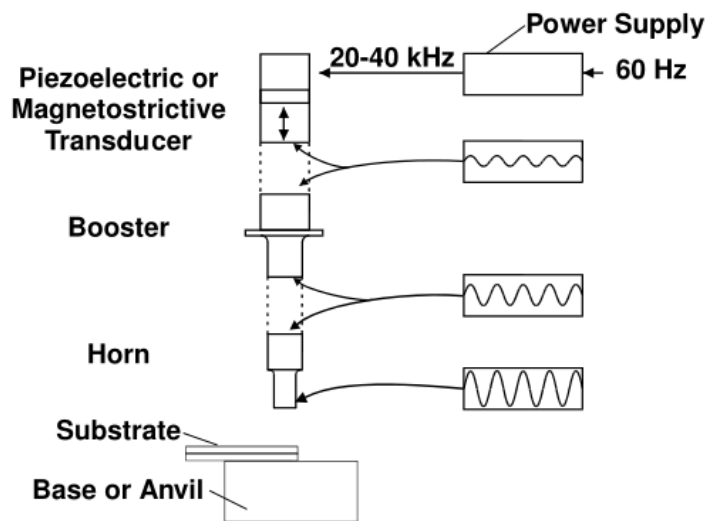 Power Supply
20-40 kHz
60 Hz
Piezoelectric or
Magnetostrictive
Transducer
Booster
Horn
Substrate
Base or Anvil